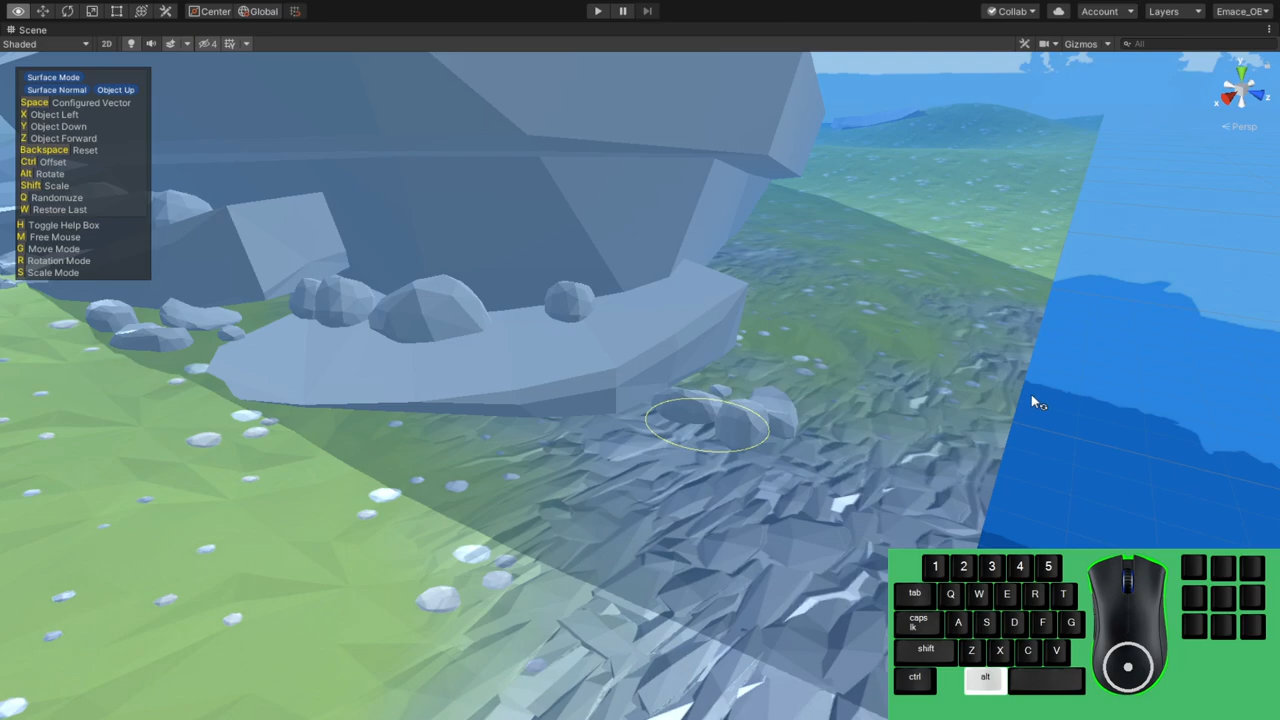 Center Global Collab Account Layers Emace_OE
Scene
Shaded 2D 4 Gizmos All
Surface Mode
Surface Normal Object Up
Space Configured Vector
X Object Left
Y Object Down
Z Object Forward
Backspace Reset
Ctrl Offset
Alt Rotate
Shift Scale
Q Randomuze
W Restore Last
H Toggle Help Box
M Free Mouse
G Move Mode
R Rotation Mode
S Scale Mode
y
x z
Persp
1 2 3 4 5
tab Q W E R T
caps lk A S D F G
shift Z X C V
ctrl alt